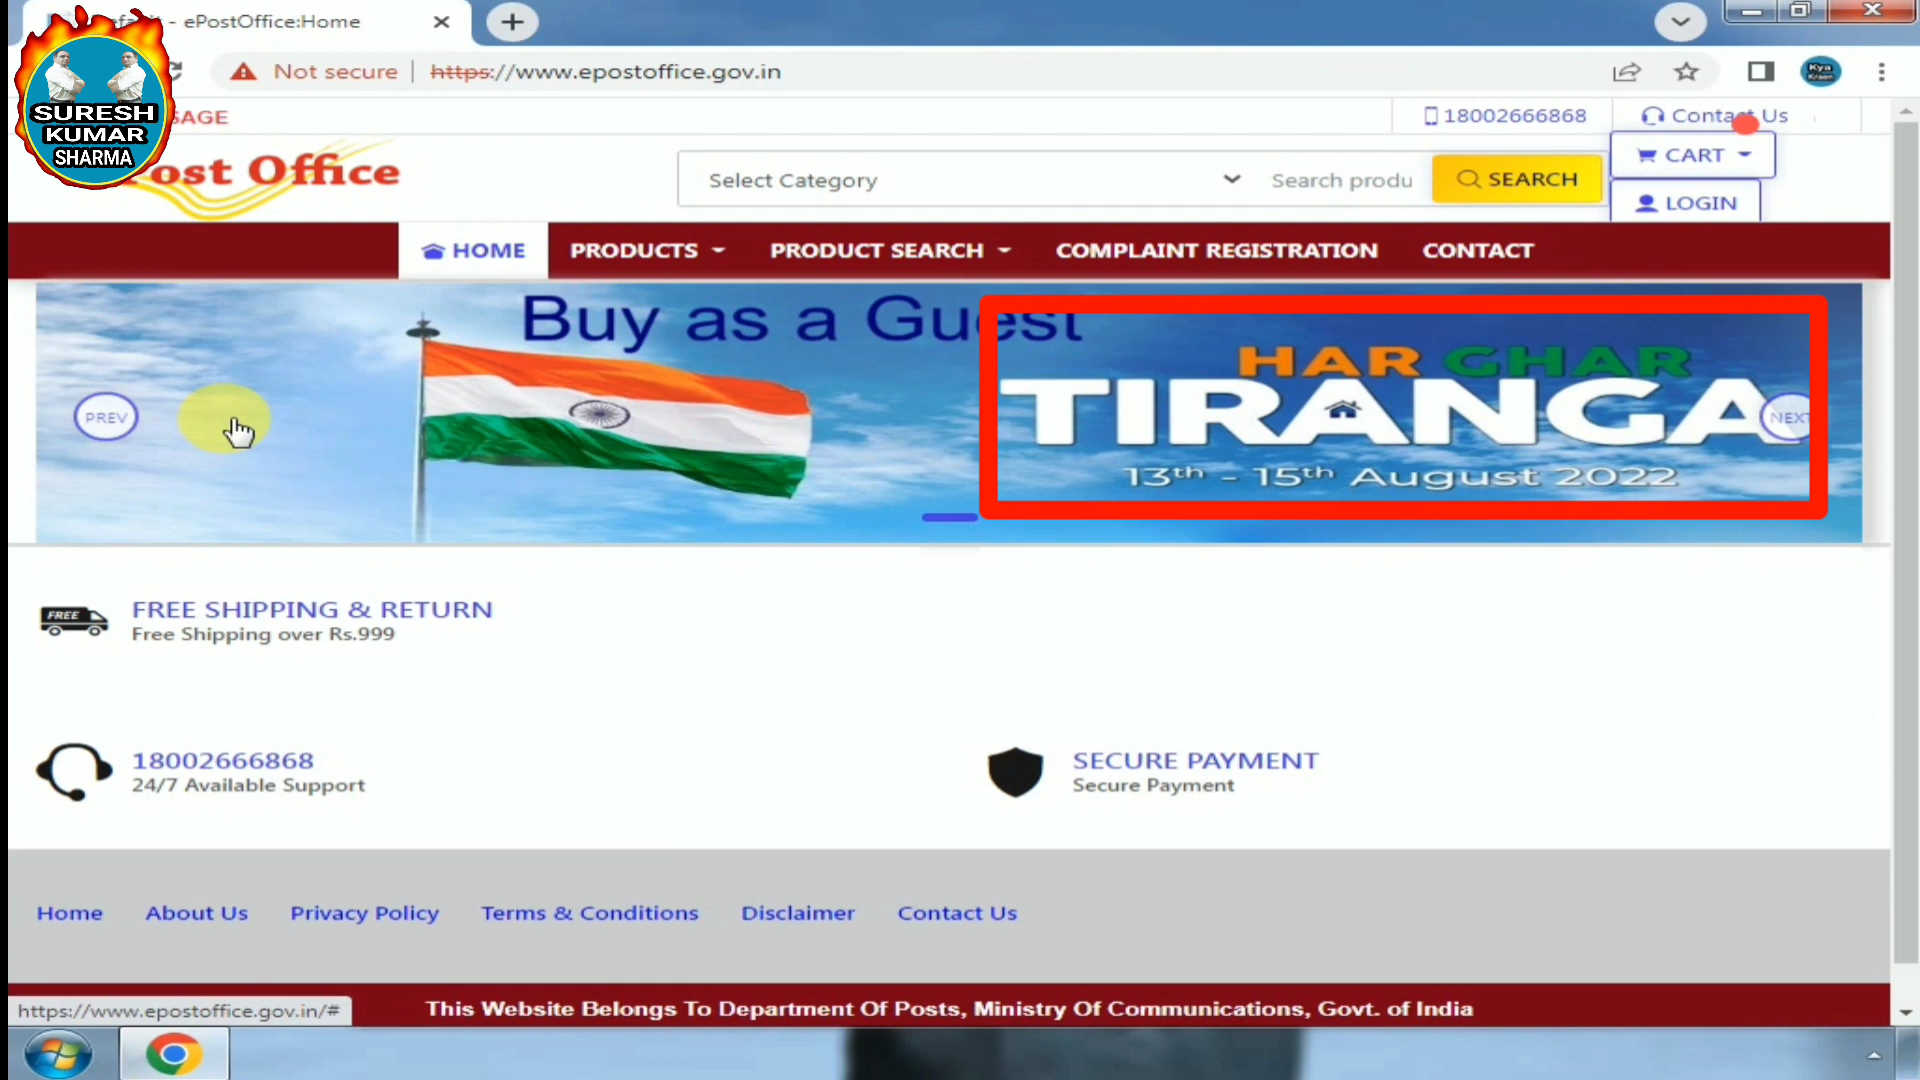 - ePostOffice:Home
Not secure | https://www.epostoffice.gov.in
Kya
SURESH
KUMAR
SHARMA
SAGE
18002666868
Contact Us
Post Office
Select Category
Search produ
SEARCH
CART
LOGIN
HOME
PRODUCTS
PRODUCT SEARCH
COMPLAINT REGISTRATION
CONTACT
Buy as a Guest
HAR GHAR
TIRANGA
13th - 15th August 2022
PREV
NEXT
FREE
FREE SHIPPING & RETURN
Free Shipping over Rs.999
18002666868
24/7 Available Support
SECURE PAYMENT
Secure Payment
Home
About Us
Privacy Policy
Terms & Conditions
Disclaimer
Contact Us
https://www.epostoffice.gov.in/#
This Website Belongs To Department Of Posts, Ministry Of Communications, Govt. of India